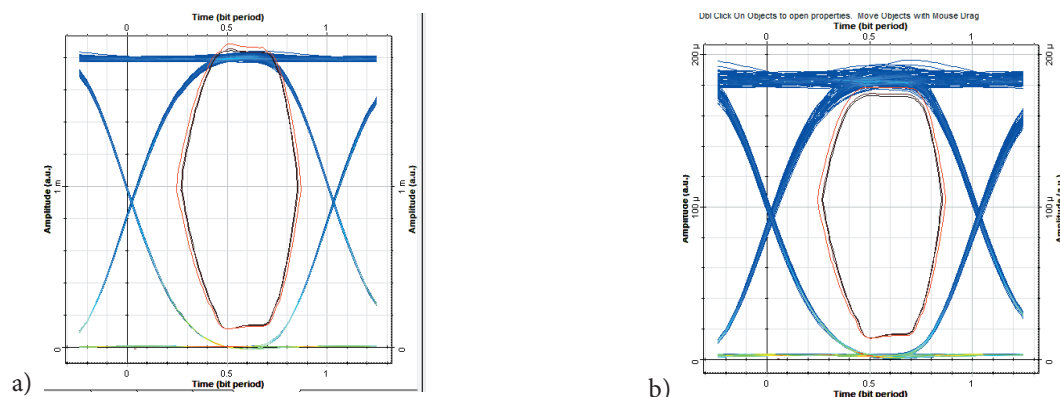 Time (bit period)
0 0.5 1
Amplitude (a.u.)
1 m
0
Amplitude (a.u.)
1 m
0
0 0.5 1
Time (bit period)
a)
Dbl Click On Objects to open properties. Move Objects with Mouse Drag
Time (bit period)
0 0.5 1
Amplitude (a.u.)
200 µ
100 µ
0
Amplitude (a.u.)
200 µ
100 µ
0
0 0.5 1
Time (bit period)
b)